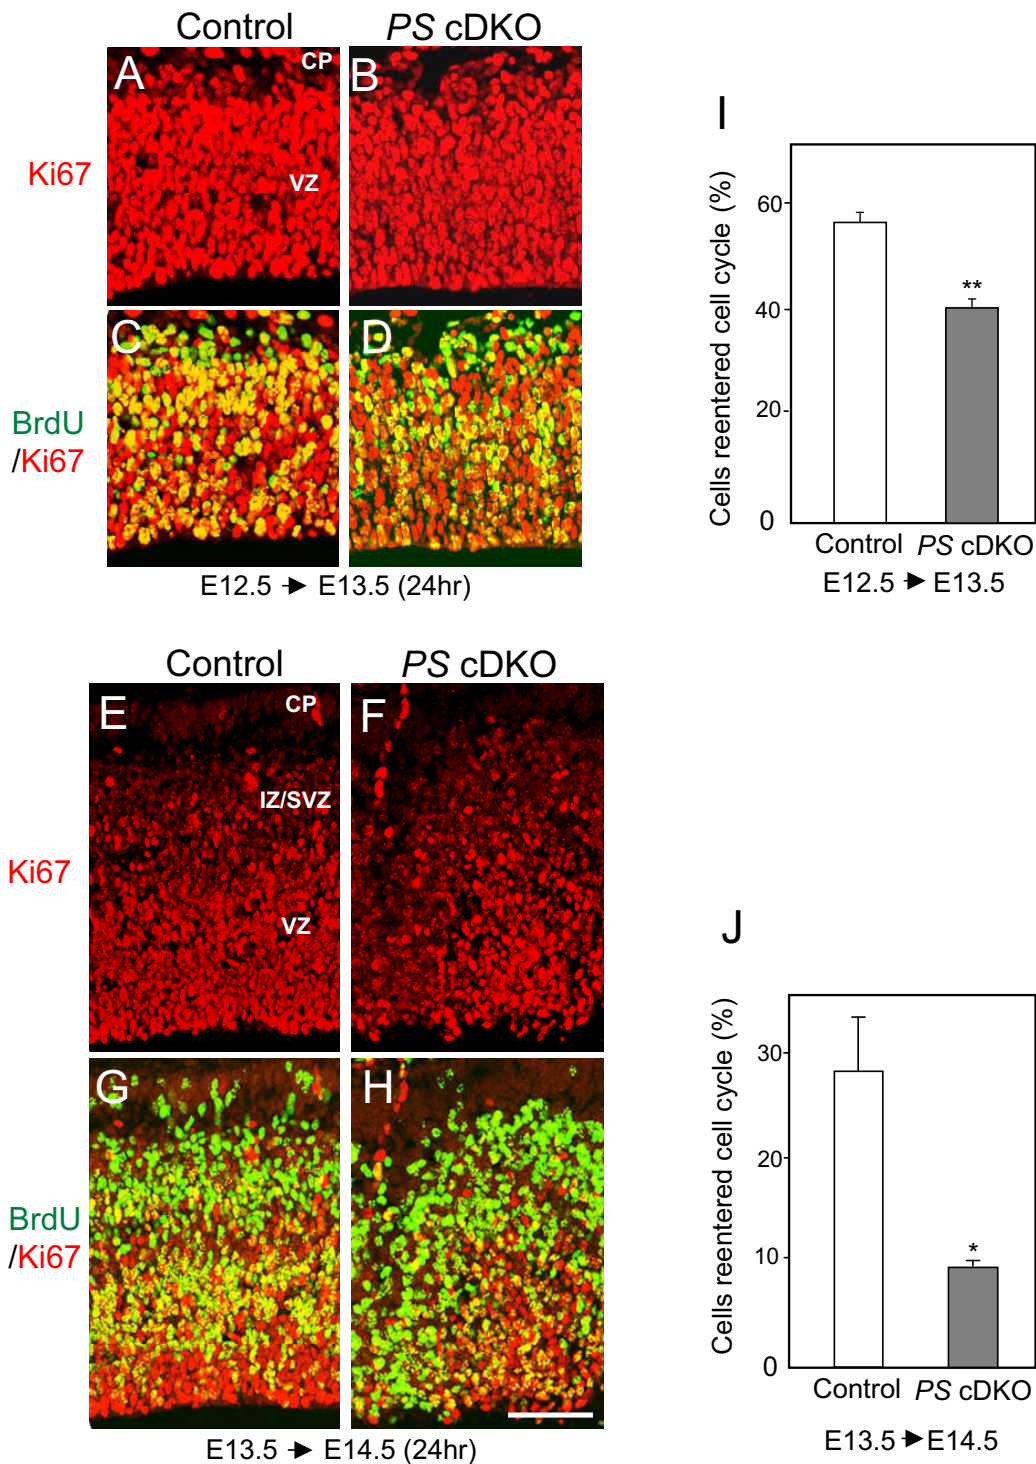 Control PS cDKO
A CP B
Ki67
VZ
C D
BrdU
/Ki67
E12.5 ➤ E13.5 (24hr)
I
Cells reentered cell cycle (%)
60
40
20
0
**
Control PS cDKO
E12.5 ➤ E13.5
Control PS cDKO
E CP F
IZ/SVZ
Ki67
VZ
G H
BrdU
/Ki67
E13.5 ➤ E14.5 (24hr)
J
Cells reentered cell cycle (%)
30
20
10
0
*
Control PS cDKO
E13.5 ➤ E14.5